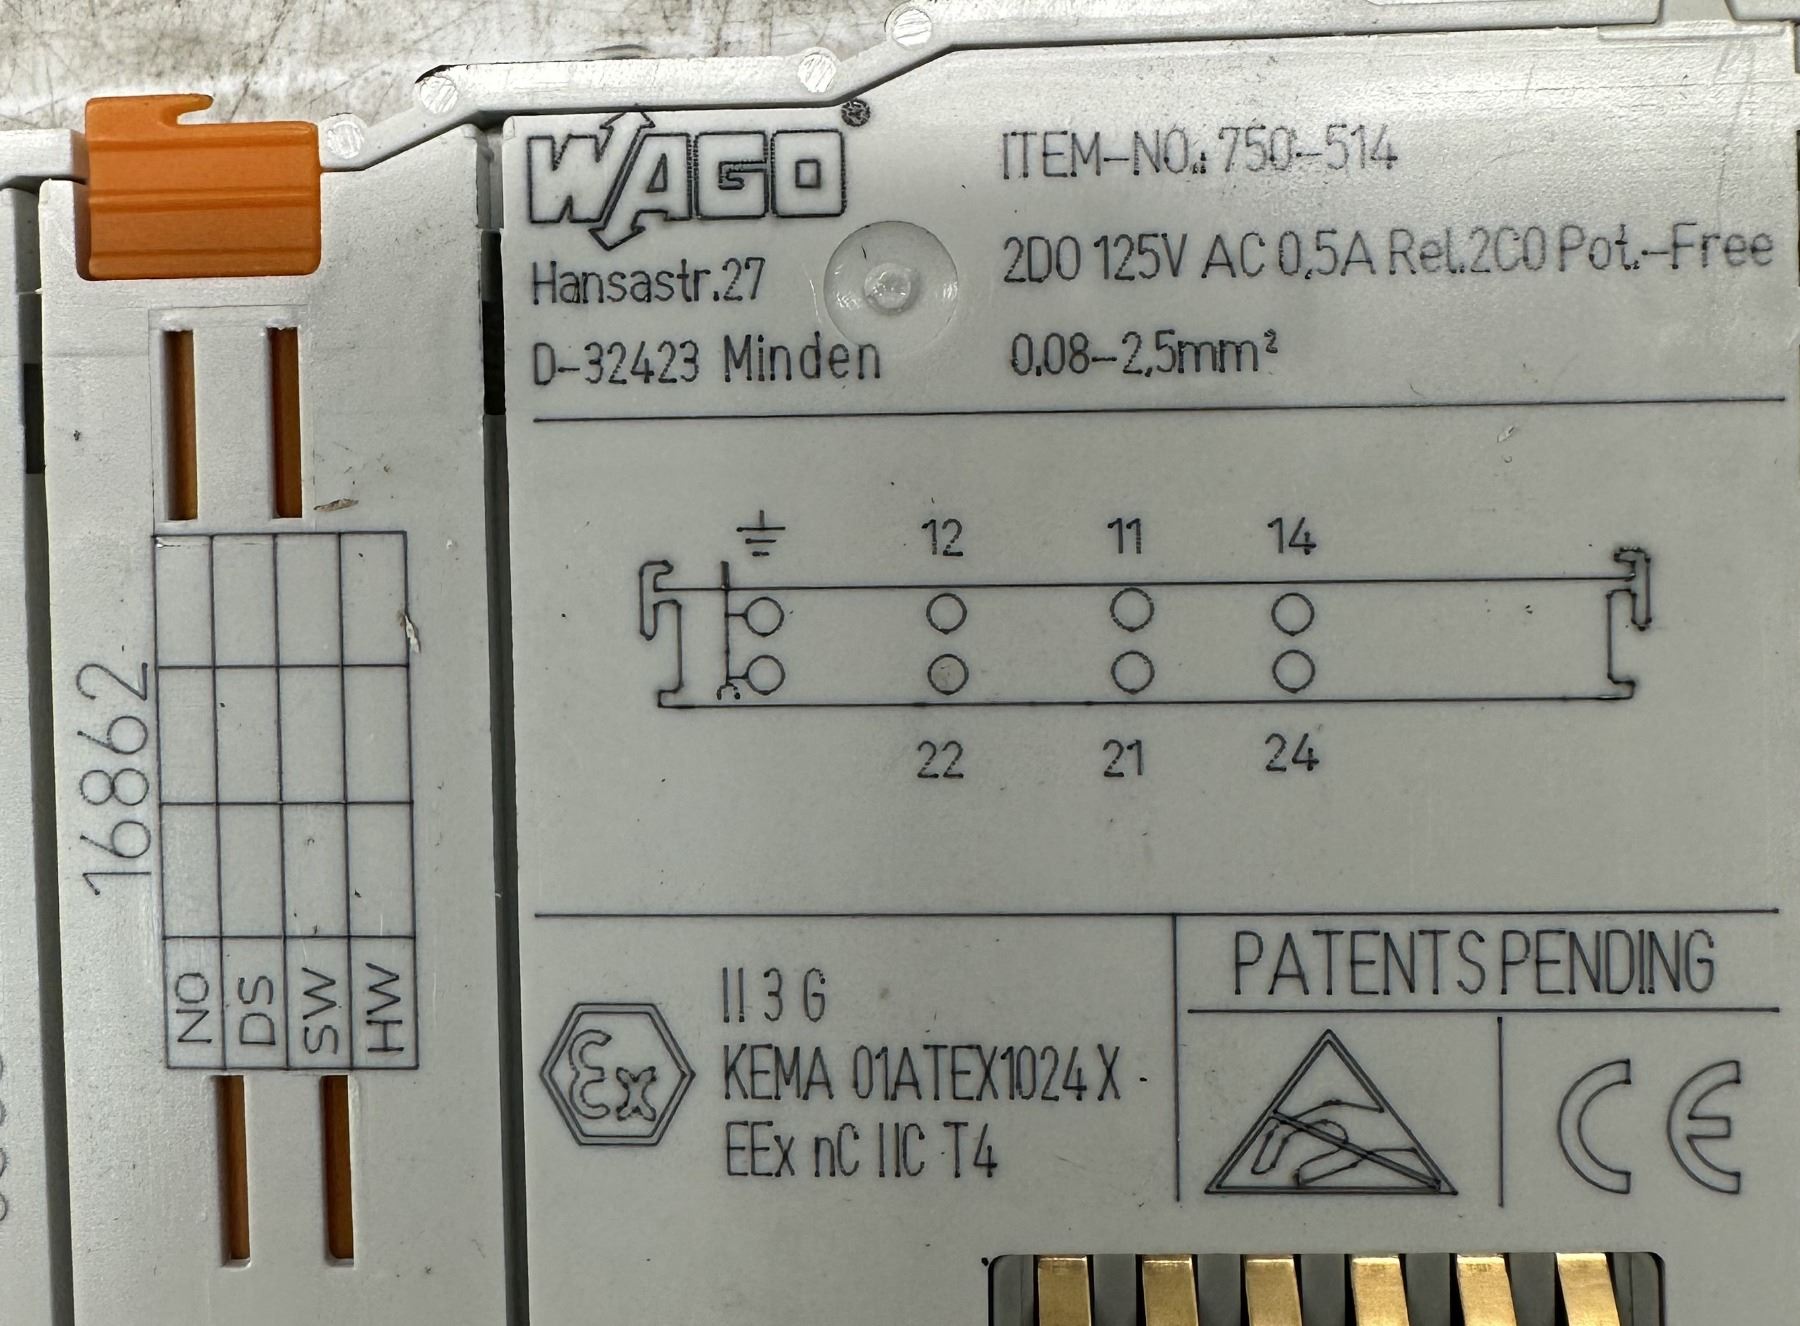 WAGO®
Hansastr.27
D-32423 Minden
ITEM-NO.: 750-514
2DO 125V AC 0,5A Rel.2CO Pot.-Free
0,08-2,5mm²
12 11 14
22 21 24
16862
NO
DS
SW
HW
II 3 G
KEMA 01ATEX1024 X
EEx nC IIC T4
Ex
PATENTS PENDING
CE